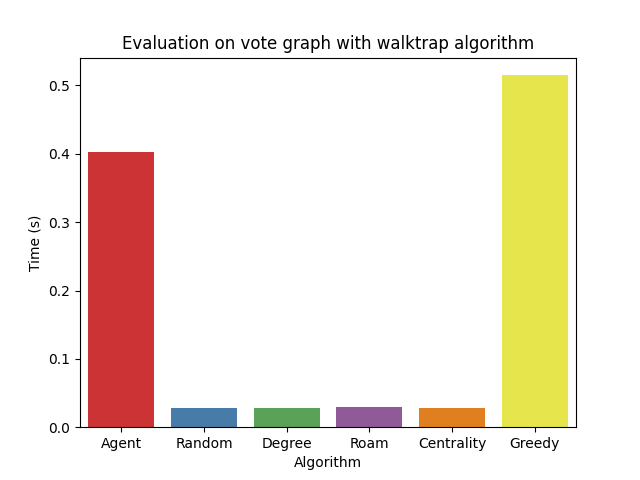 Evaluation on vote graph with walktrap algorithm
Time (s)
0.5
0.4
0.3
0.2
0.1
0.0
Agent Random Degree Roam Centrality Greedy
Algorithm